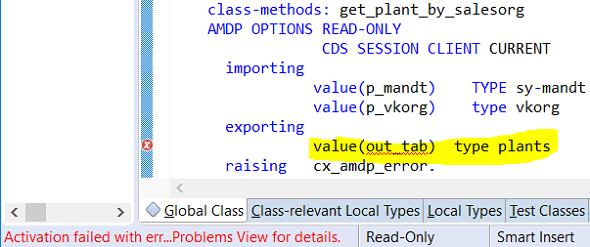 class-methods: get_plant_by_salesorg
AMDP OPTIONS READ-ONLY
CDS SESSION CLIENT CURRENT
importing
value(p_mandt) TYPE sy-mandt
value(p_vkorg) type vkorg
exporting
value(out_tab) type plants
raising cx_amdp_error.
Global Class Class-relevant Local Types Local Types Test Classes
Activation failed with err...Problems View for details. Read-Only Smart Insert